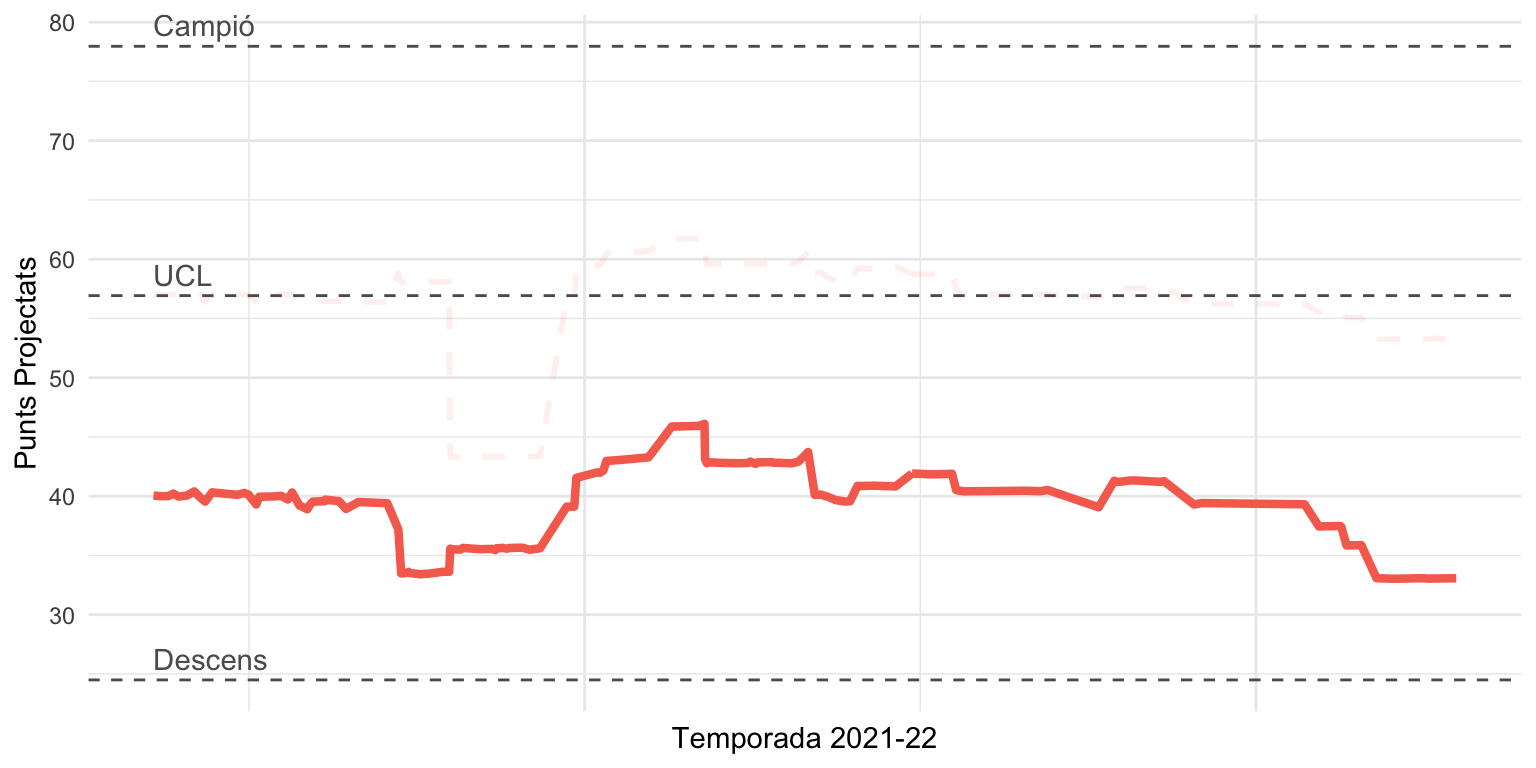 80
Campió
70
60
UCL
50
40
30
Descens
Punts Projectats
Temporada 2021-22